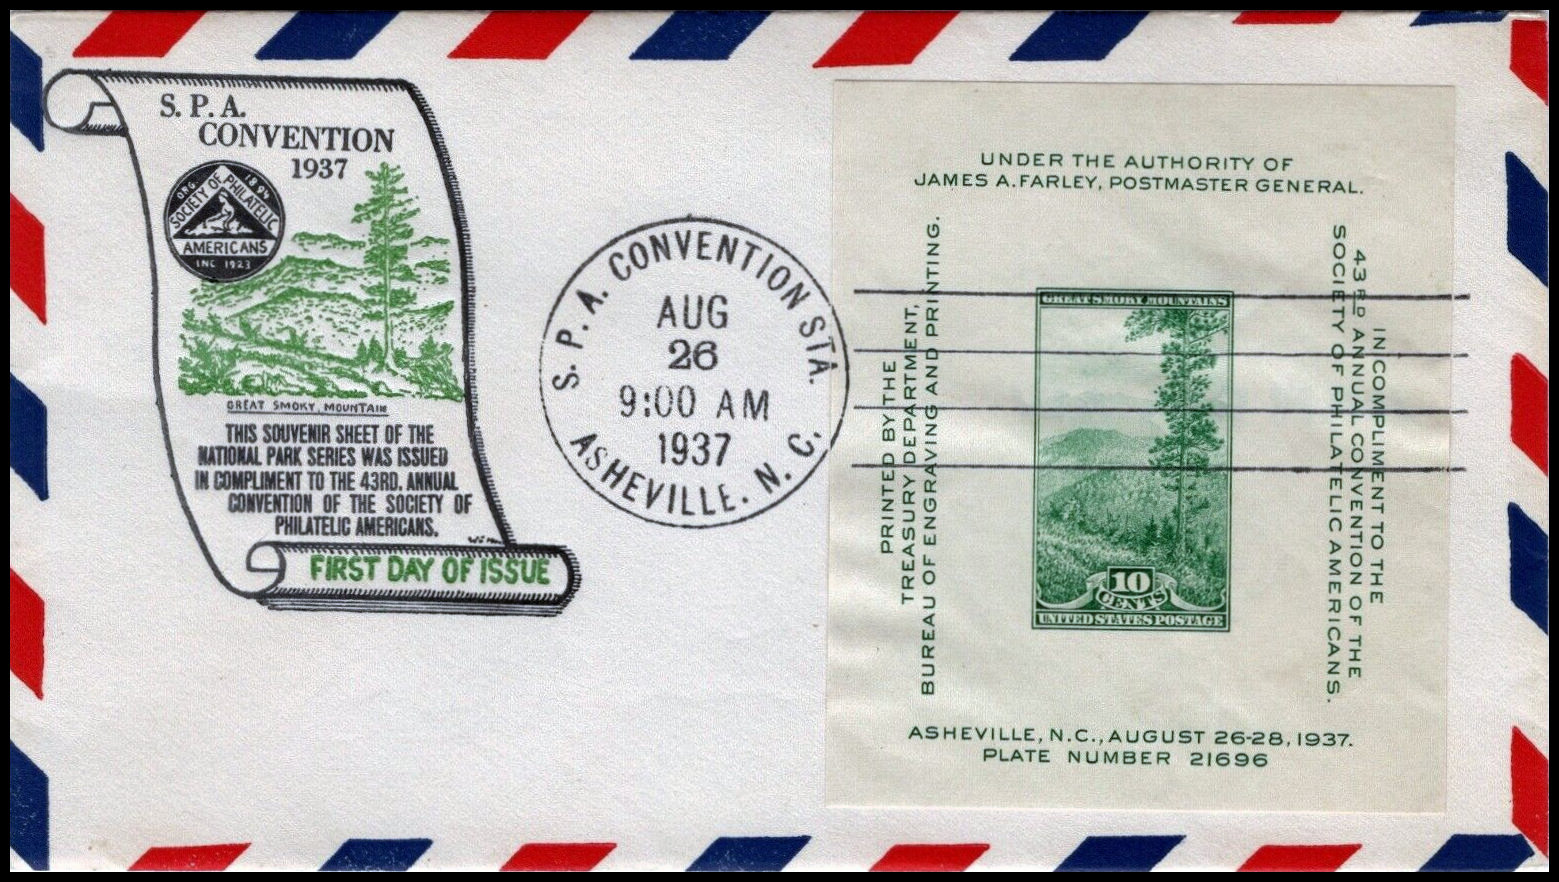 S. P. A.
CONVENTION
1937
ORG. 1894
SOCIETY OF PHILATELIC
AMERICANS
INC 1923
GREAT SMOKY MOUNTAIN
THIS SOUVENIR SHEET OF THE
NATIONAL PARK SERIES WAS ISSUED
IN COMPLIMENT TO THE 43RD. ANNUAL
CONVENTION OF THE SOCIETY OF
PHILATELIC AMERICANS.
FIRST DAY OF ISSUE
S. P. A. CONVENTION STA.
AUG
26
9:00 AM
1937
ASHEVILLE. N. C.
UNDER THE AUTHORITY OF
JAMES A. FARLEY, POSTMASTER GENERAL.
PRINTED BY THE
TREASURY DEPARTMENT,
BUREAU OF ENGRAVING AND PRINTING.
GREAT SMOKY MOUNTAINS
10
CENTS
UNITED STATES POSTAGE
IN COMPLIMENT TO THE
43RD ANNUAL CONVENTION OF THE
SOCIETY OF PHILATELIC AMERICANS.
ASHEVILLE, N.C., AUGUST 26-28, 1937.
PLATE NUMBER 21696